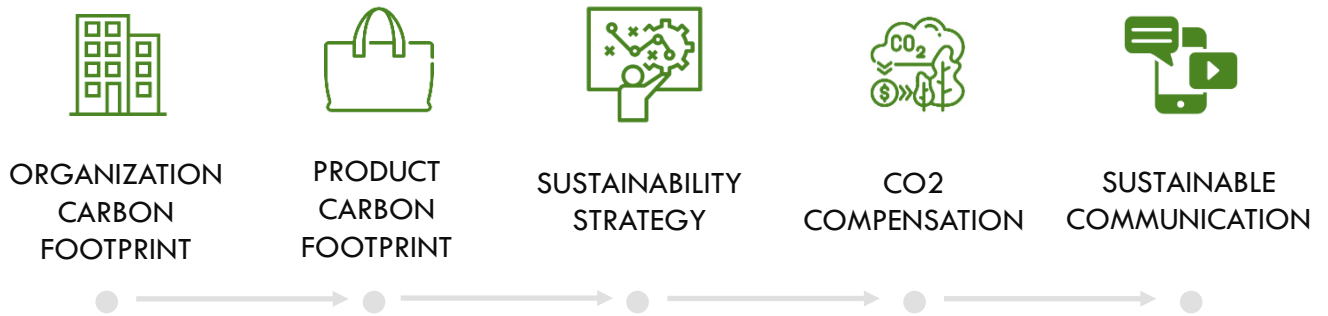 ORGANIZATION
CARBON
FOOTPRINT
PRODUCT
CARBON
FOOTPRINT
SUSTAINABILITY
STRATEGY
CO2
$
CO2
COMPENSATION
SUSTAINABLE
COMMUNICATION